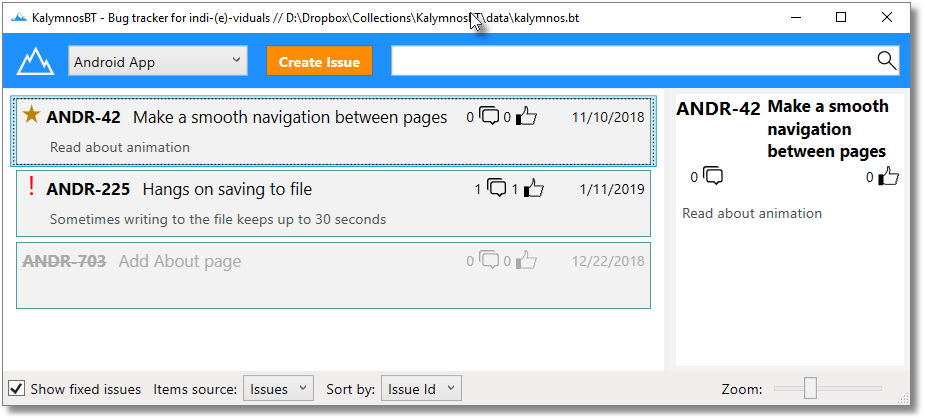 KalymnosBT - Bug tracker for indi-(e)-viduals // D:\Dropbox\Collections\KalymnosBT\data\kalymnos.bt
Android App Create Issue
ANDR-42 Make a smooth navigation between pages 0 0 11/10/2018
Read about animation
! ANDR-225 Hangs on saving to file 1 1 1/11/2019
Sometimes writing to the file keeps up to 30 seconds
ANDR-703 Add About page 0 0 12/22/2018
ANDR-42 Make a smooth
navigation
between pages
0 0
Read about animation
Show fixed issues Items source: Issues Sort by: Issue Id Zoom: